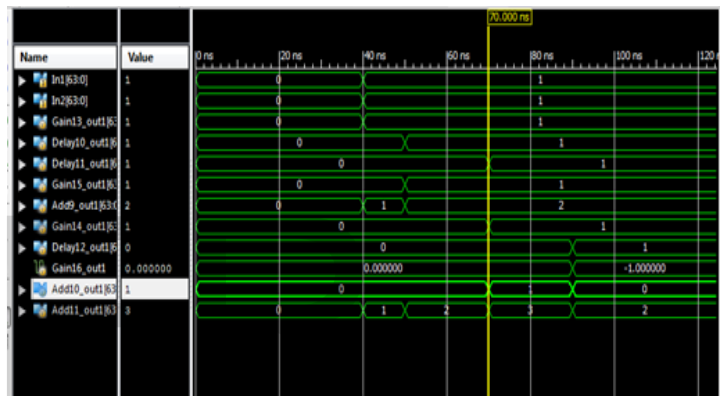 70.000 ns
Name Value 0 ns 20 ns 40 ns 60 ns 80 ns 100 ns 120
In1[63:0] 1 0 1
In2[63:0] 1 0 1
Gain13_out1[63 1 0 1
Delay10_out1[6 1 0 1
Delay11_out1[6 1 0 1
Gain15_out1[63 1 0 1
Add9_out1[63:0 2 0 1 2
Gain14_out1[63 1 0 1
Delay12_out1[6 0 0 1
Gain16_out1 0.000000 0.000000 -1.000000
Add10_out1[63 1 0 1 0
Add11_out1[63 3 0 1 2 3 2